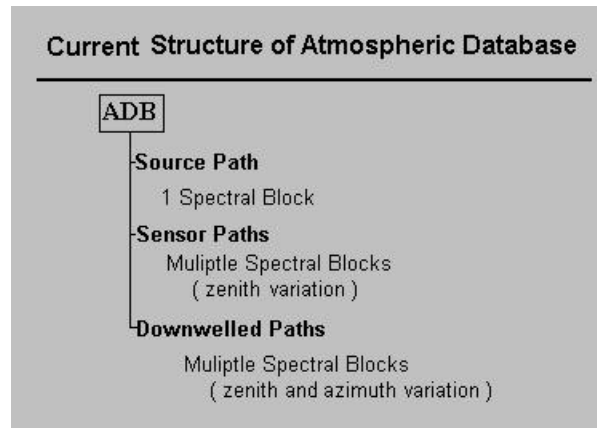 Current Structure of Atmospheric Database
ADB
Source Path
1 Spectral Block
Sensor Paths
Muliptle Spectral Blocks
( zenith variation )
Downwelled Paths
Muliptle Spectral Blocks
( zenith and azimuth variation )